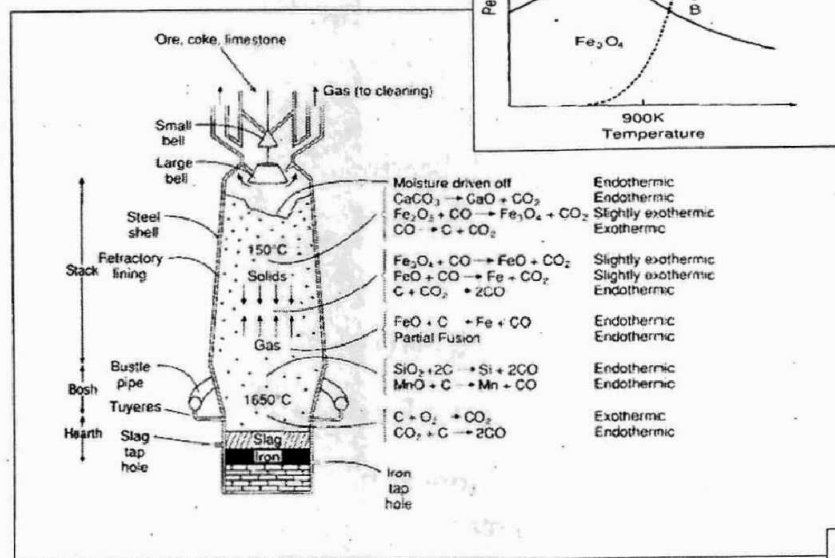 Pe
B
Fe₃O₄
900K
Temperature
Ore, coke, limestone
Gas (to cleaning)
Small bell
Large bell
Steel shell
Stack
Refractory lining
150°C
Solids
Gas
Bustle pipe
Bosh
1650°C
Tuyeres
Hearth
Slag tap hole
Slag
Iron
Iron tap hole
Moisture driven off Endothermic
CaCO₃ → CaO + CO₂ Endothermic
Fe₂O₃ + CO → Fe₃O₄ + CO₂ Slightly exothermic
CO → C + CO₂ Exothermic
Fe₃O₄ + CO → FeO + CO₂ Slightly exothermic
FeO + CO → Fe + CO₂ Slightly exothermic
C + CO₂ → 2CO Endothermic
FeO + C → Fe + CO Endothermic
Partial Fusion Endothermic
SiO₂ + 2C → Si + 2CO Endothermic
MnO + C → Mn + CO Endothermic
C + O₂ → CO₂ Exothermic
CO₂ + C → 2CO Endothermic